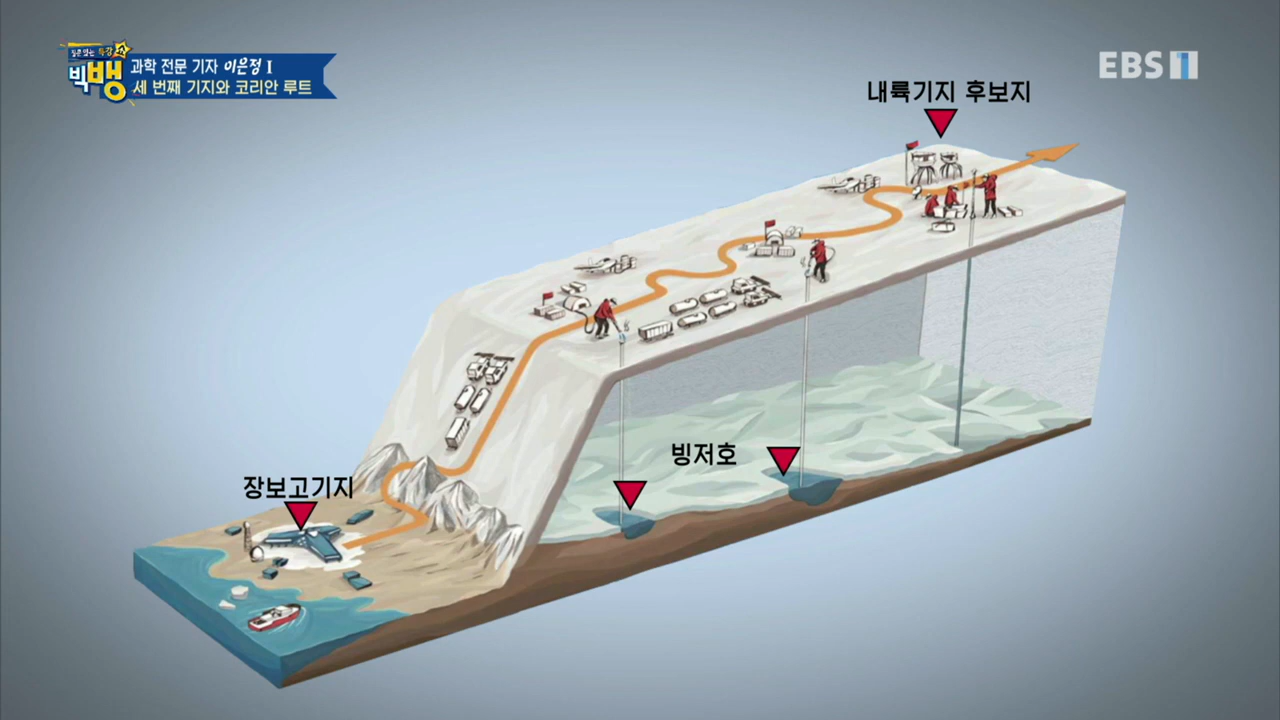 빅뱅
과학 전문 기자 이은정 I
세 번째 기지와 코리안 루트
EBS 1
내륙기지 후보지
빙저호
장보고기지